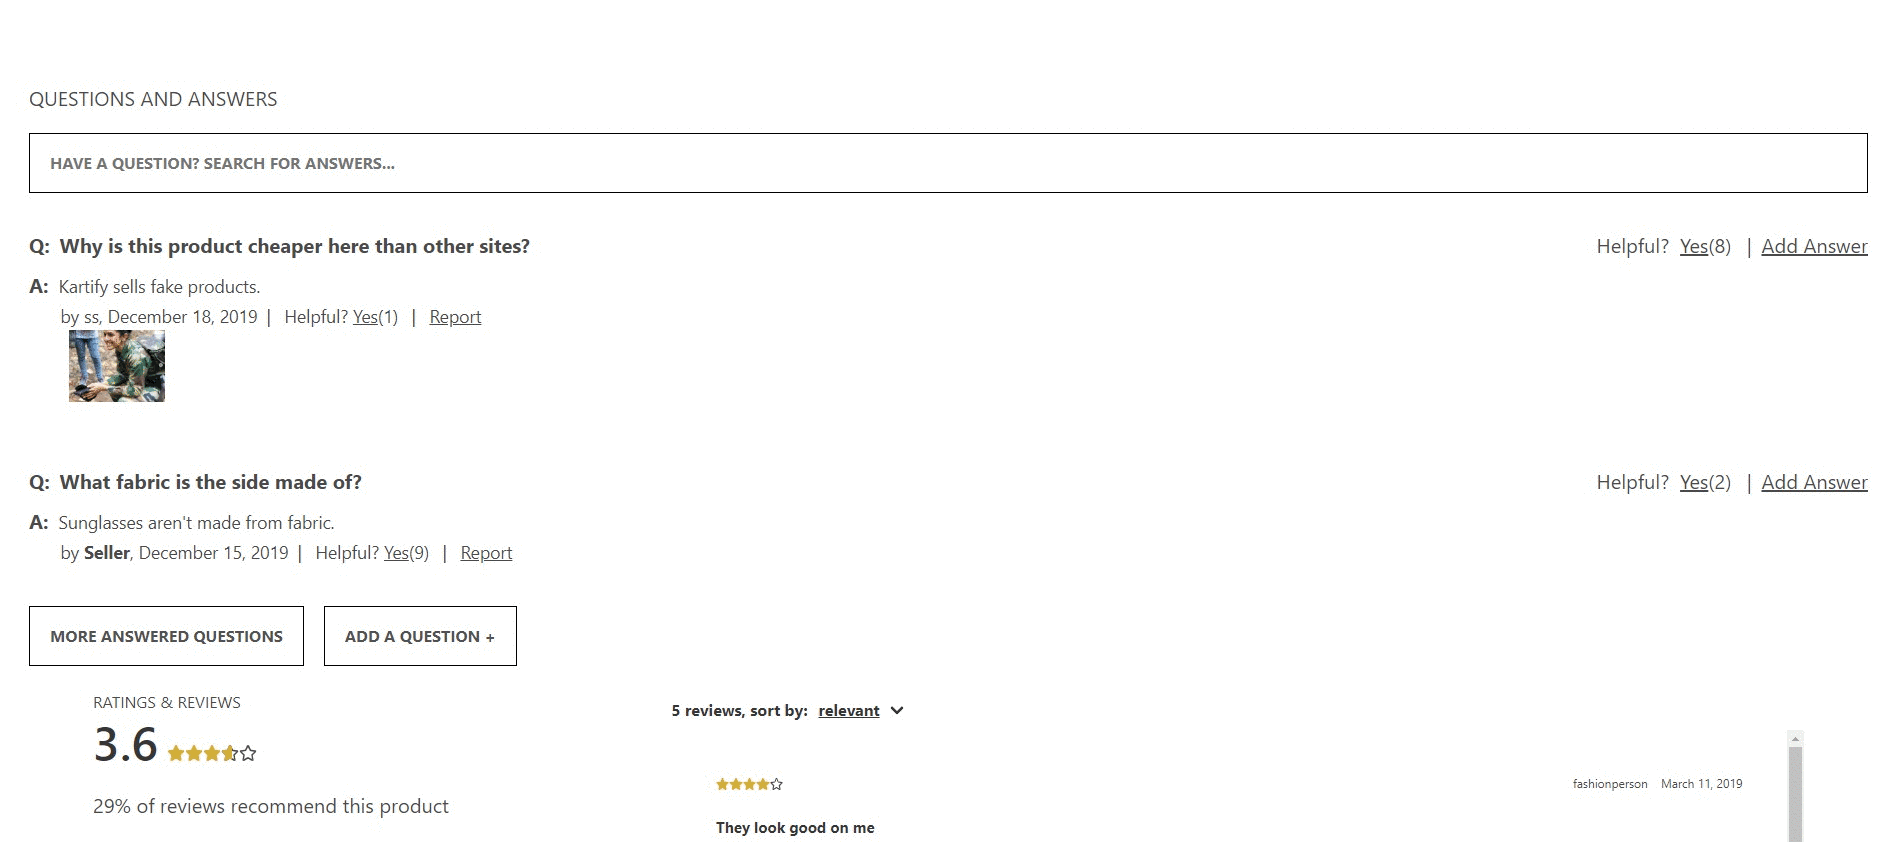 QUESTIONS AND ANSWERS
HAVE A QUESTION? SEARCH FOR ANSWERS...
Q: Why is this product cheaper here than other sites? Helpful? Yes(8) | Add Answer
A: Kartify sells fake products.
by ss, December 18, 2019 | Helpful? Yes(1) | Report
Q: What fabric is the side made of? Helpful? Yes(2) | Add Answer
A: Sunglasses aren't made from fabric.
by Seller, December 15, 2019 | Helpful? Yes(9) | Report
MORE ANSWERED QUESTIONS ADD A QUESTION +
RATINGS & REVIEWS
3.6
29% of reviews recommend this product
5 reviews, sort by: relevant
fashionperson March 11, 2019
They look good on me